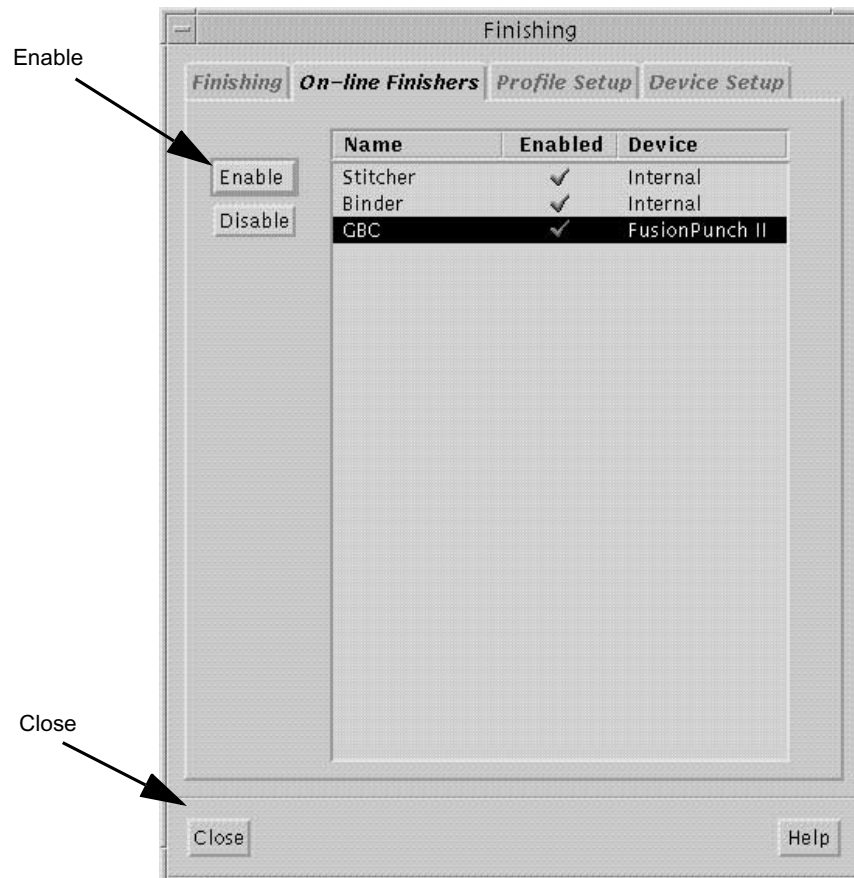 Finishing
Enable
Finishing On-line Finishers Profile Setup Device Setup
Name Enabled Device
Enable
Stitcher ✓ Internal
Binder ✓ Internal
Disable
GBC ✓ FusionPunch II
Close
Close Help